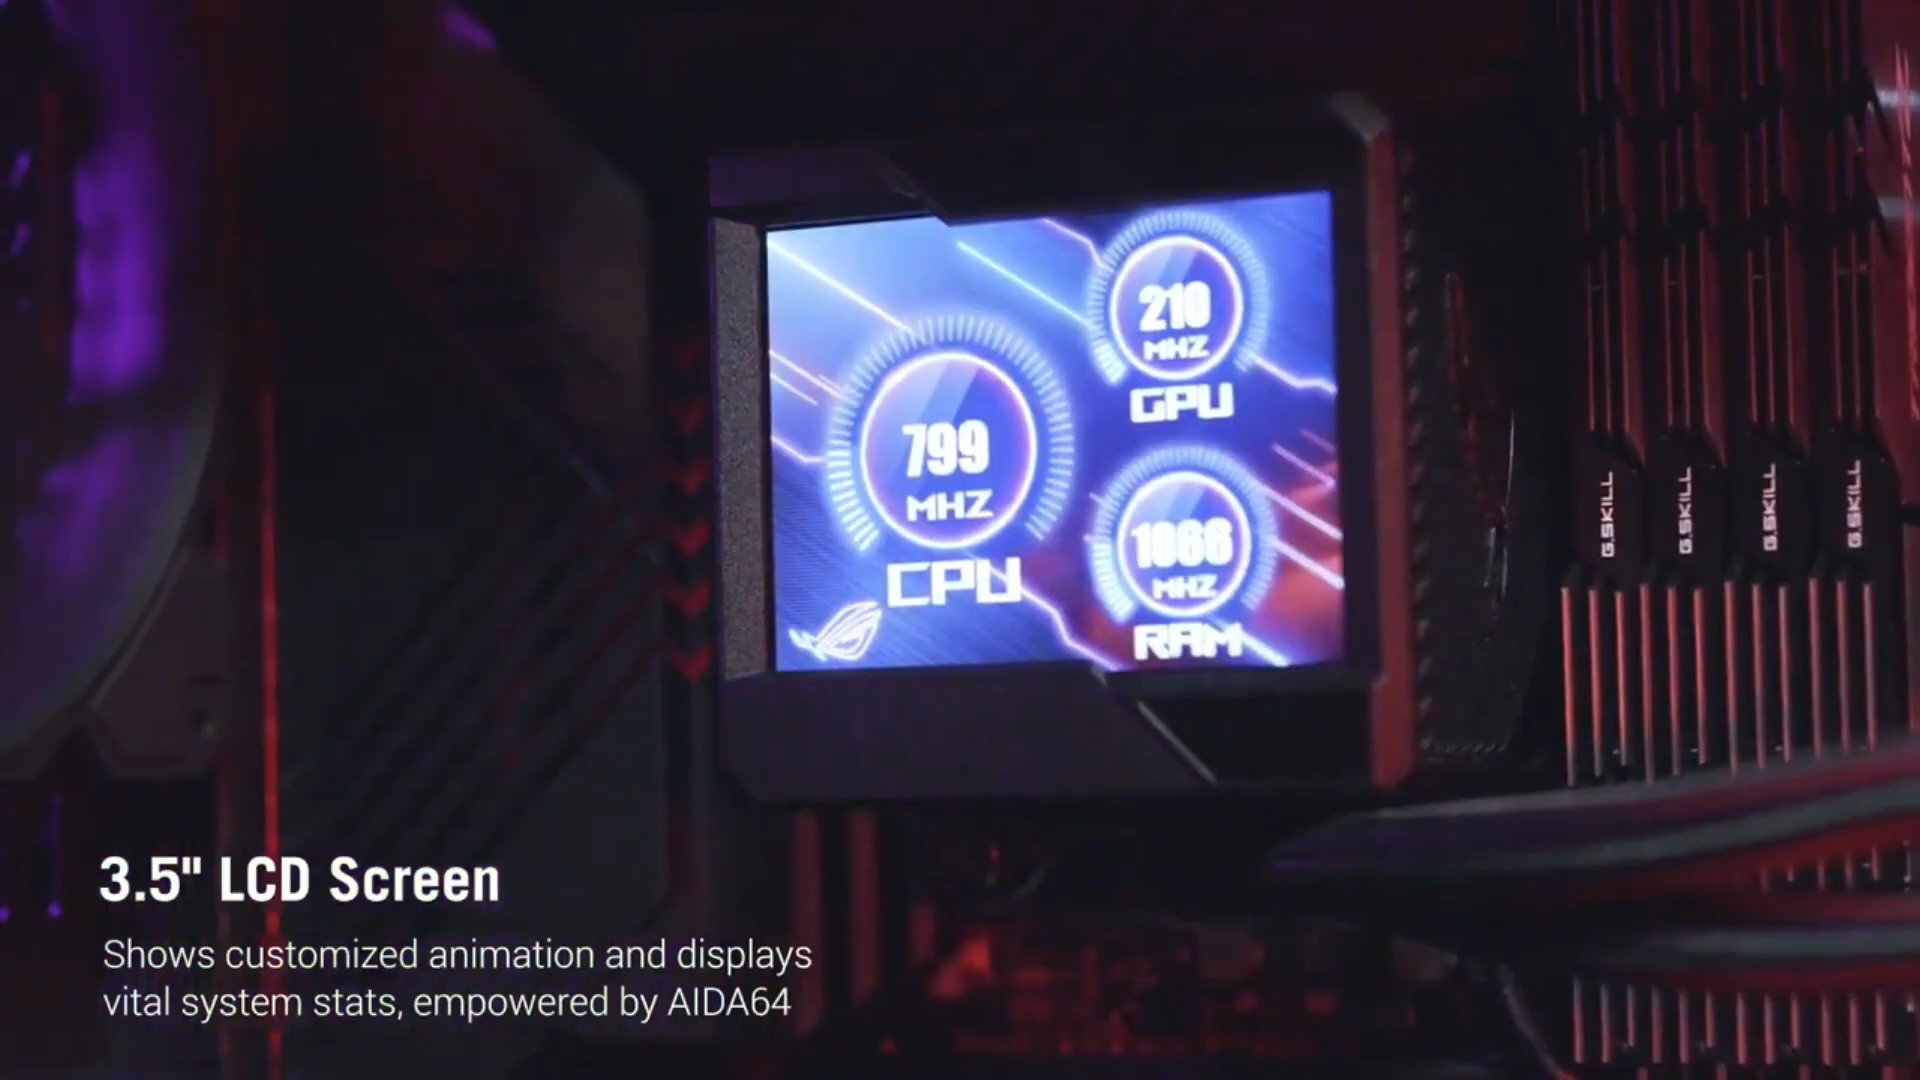 210
MHZ
GPU
799
MHZ
CPU
1066
MHZ
RAM
G.SKILL
G.SKILL
G.SKILL
G.SKILL
3.5" LCD Screen
Shows customized animation and displays
vital system stats, empowered by AIDA64